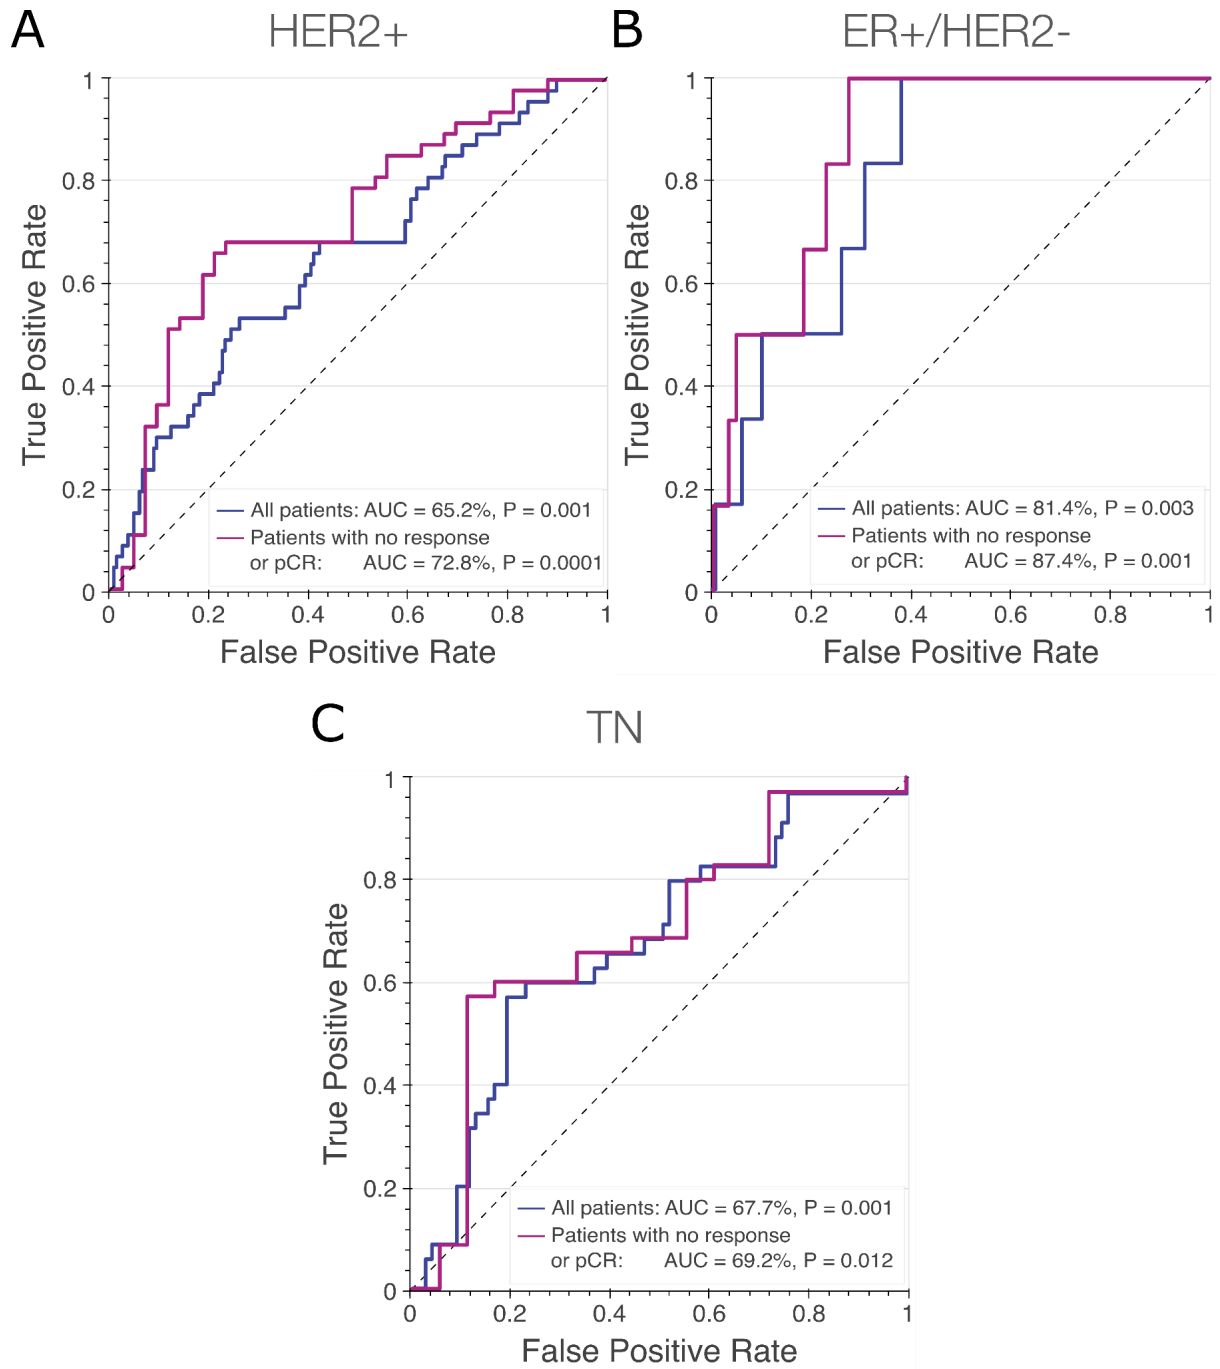 A
HER2+
1
0.8
0.6
0.4
0.2
0
True Positive Rate
All patients: AUC = 65.2%, P = 0.001
Patients with no response
or pCR: AUC = 72.8%, P = 0.0001
0 0.2 0.4 0.6 0.8 1
False Positive Rate
B
ER+/HER2-
1
0.8
0.6
0.4
0.2
0
True Positive Rate
All patients: AUC = 81.4%, P = 0.003
Patients with no response
or pCR: AUC = 87.4%, P = 0.001
0 0.2 0.4 0.6 0.8 1
False Positive Rate
C
TN
1
0.8
0.6
0.4
0.2
0
True Positive Rate
All patients: AUC = 67.7%, P = 0.001
Patients with no response
or pCR: AUC = 69.2%, P = 0.012
0 0.2 0.4 0.6 0.8 1
False Positive Rate